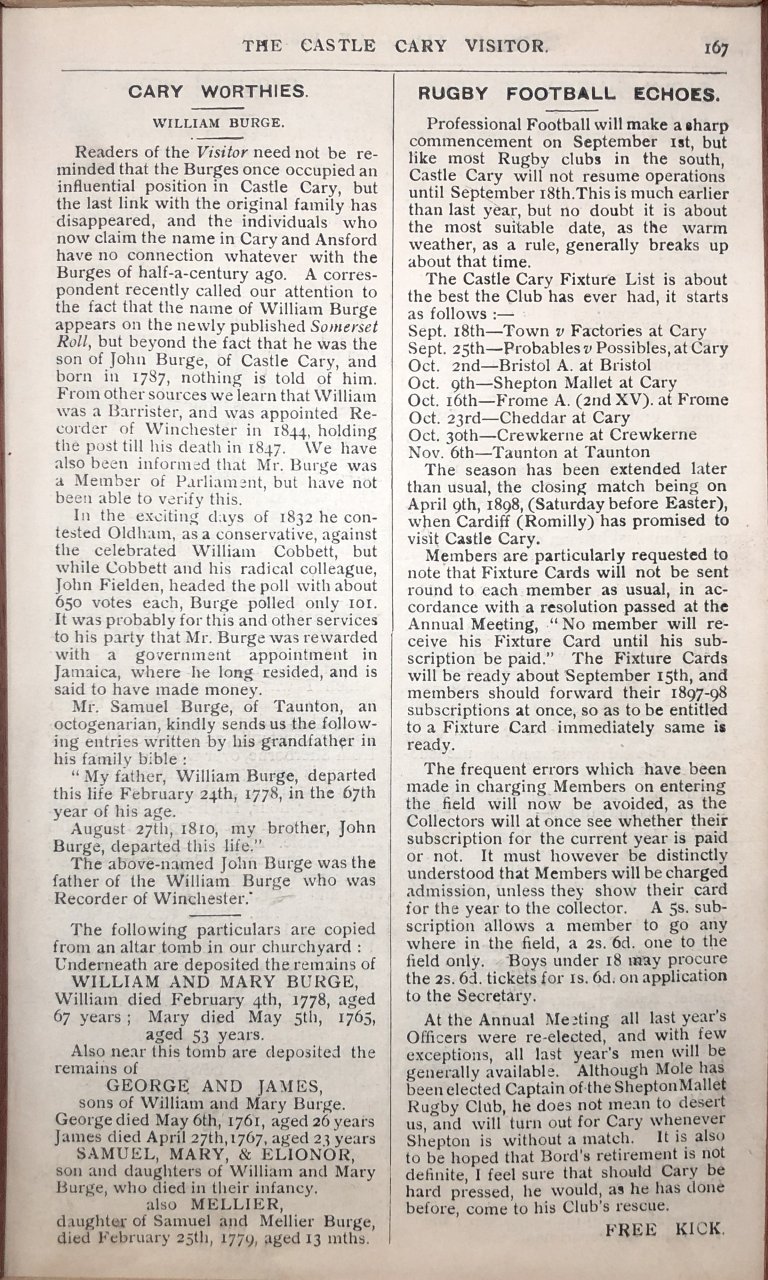 THE CASTLE CARY VISITOR.
167
CARY WORTHIES.
WILLIAM BURGE.
Readers of the Visitor need not be re-
minded that the Burges once occupied an
influential position in Castle Cary, but
the last link with the original family has
disappeared, and the individuals who
now claim the name in Cary and Ansford
have no connection whatever with the
Burges of half-a-century ago. A corres-
pondent recently called our attention to
the fact that the name of William Burge
appears on the newly published Somerset
Roll, but beyond the fact that he was the
son of John Burge, of Castle Cary, and
born in 1787, nothing is told of him.
From other sources we learn that William
was a Barrister, and was appointed Re-
corder of Winchester in 1844, holding
the post till his death in 1847. We have
also been informed that Mr. Burge was
a Member of Parliament, but have not
been able to verify this.
In the exciting days of 1832 he con-
tested Oldham, as a conservative, against
the celebrated William Cobbett, but
while Cobbett and his radical colleague,
John Fielden, headed the poll with about
650 votes each, Burge polled only 101.
It was probably for this and other services
to his party that Mr. Burge was rewarded
with a government appointment in
Jamaica, where he long resided, and is
said to have made money.
Mr. Samuel Burge, of Taunton, an
octogenarian, kindly sends us the follow-
ing entries written by his grandfather in
his family bible :
“ My father, William Burge, departed
this life February 24th, 1778, in the 67th
year of his age.
August 27th, 1810, my brother, John
Burge, departed this life.”
The above-named John Burge was the
father of the William Burge who was
Recorder of Winchester.
The following particulars are copied
from an altar tomb in our churchyard :
Underneath are deposited the remains of
WILLIAM AND MARY BURGE,
William died February 4th, 1778, aged
67 years ; Mary died May 5th, 1765,
aged 53 years.
Also near this tomb are deposited the
remains of
GEORGE AND JAMES,
sons of William and Mary Burge.
George died May 6th, 1761, aged 26 years
James died April 27th, 1767, aged 23 years
SAMUEL, MARY, & ELIONOR,
son and daughters of William and Mary
Burge, who died in their infancy.
also MELLIER,
daughter of Samuel and Mellier Burge,
died February 25th, 1779, aged 13 mths.
RUGBY FOOTBALL ECHOES.
Professional Football will make a sharp
commencement on September 1st, but
like most Rugby clubs in the south,
Castle Cary will not resume operations
until September 18th. This is much earlier
than last year, but no doubt it is about
the most suitable date, as the warm
weather, as a rule, generally breaks up
about that time.
The Castle Cary Fixture List is about
the best the Club has ever had, it starts
as follows :—
Sept. 18th—Town v Factories at Cary
Sept. 25th—Probables v Possibles, at Cary
Oct. 2nd—Bristol A. at Bristol
Oct. 9th—Shepton Mallet at Cary
Oct. 16th—Frome A. (2nd XV). at Frome
Oct. 23rd—Cheddar at Cary
Oct. 30th—Crewkerne at Crewkerne
Nov. 6th—Taunton at Taunton
The season has been extended later
than usual, the closing match being on
April 9th, 1898, (Saturday before Easter),
when Cardiff (Romilly) has promised to
visit Castle Cary.
Members are particularly requested to
note that Fixture Cards will not be sent
round to each member as usual, in ac-
cordance with a resolution passed at the
Annual Meeting, “ No member will re-
ceive his Fixture Card until his sub-
scription be paid.” The Fixture Cards
will be ready about September 15th, and
members should forward their 1897-98
subscriptions at once, so as to be entitled
to a Fixture Card immediately same is
ready.
The frequent errors which have been
made in charging Members on entering
the field will now be avoided, as the
Collectors will at once see whether their
subscription for the current year is paid
or not. It must however be distinctly
understood that Members will be charged
admission, unless they show their card
for the year to the collector. A 5s. sub-
scription allows a member to go any
where in the field, a 2s. 6d. one to the
field only. Boys under 18 may procure
the 2s. 6d. tickets for 1s. 6d. on application
to the Secretary.
At the Annual Meeting all last year's
Officers were re-elected, and with few
exceptions, all last year's men will be
generally available. Although Mole has
been elected Captain of the Shepton Mallet
Rugby Club, he does not mean to desert
us, and will turn out for Cary whenever
Shepton is without a match. It is also
to be hoped that Bord's retirement is not
definite, I feel sure that should Cary be
hard pressed, he would, as he has done
before, come to his Club's rescue.
FREE KICK.